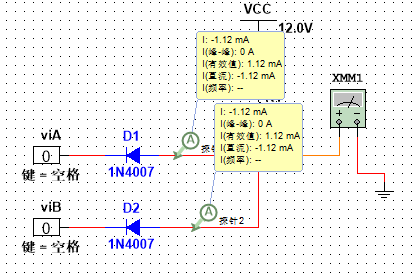 VCC
12.0V
I: -1.12 mA
I(峰-峰): 0 A
I(有效值): 1.12 mA
I(直流): -1.12 mA
I(频率): --
I: -1.12 mA
I(峰-峰): 0 A
I(有效值): 1.12 mA
I(直流): -1.12 mA
I(频率): --
XMM1
+ -
viA
D1
A
0
键 = 空格
1N4007
viB
D2
A
探针2
0
键 = 空格
1N4007